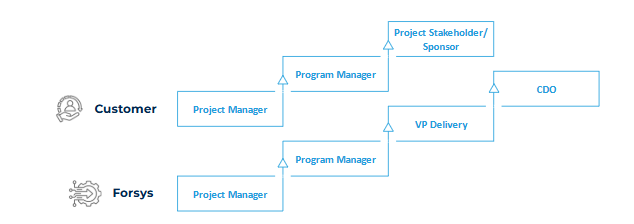 Project Stakeholder/
Sponsor
Program Manager
Customer
Project Manager
CDO
VP Delivery
Program Manager
Forsys
Project Manager